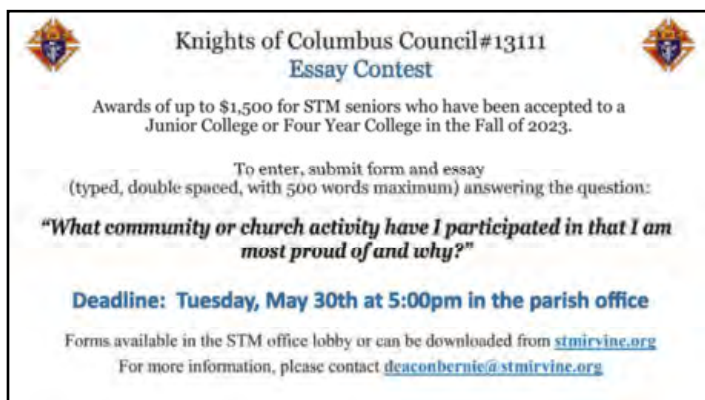 Knights of Columbus Council#13111
Essay Contest
Awards of up to $1,500 for STM seniors who have been accepted to a
Junior College or Four Year College in the Fall of 2023.
To enter, submit form and essay
(typed, double spaced, with 500 words maximum) answering the question:
"What community or church activity have I participated in that I am
most proud of and why?"
Deadline: Tuesday, May 30th at 5:00pm in the parish office
Forms available in the STM office lobby or can be downloaded from stmirvine.org
For more information, please contact deaconbernie@stmirvine.org